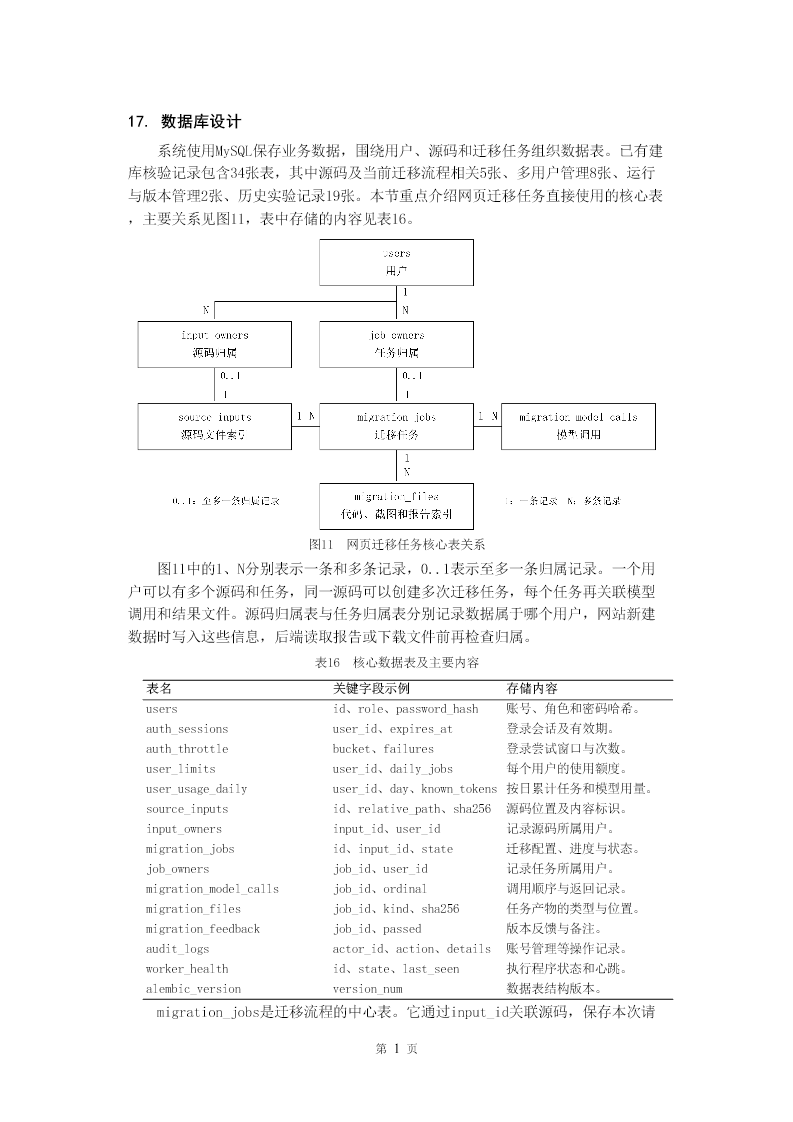 17. 数据库设计
系统使用MySQL保存业务数据，围绕用户、源码和迁移任务组织数据表。已有建
库核验记录包含34张表，其中源码及当前迁移流程相关5张、多用户管理8张、运行
与版本管理2张、历史实验记录19张。本节重点介绍网页迁移任务直接使用的核心表
，主要关系见图11，表中存储的内容见表16。
users
用户
1
N N
input owners job owners
源码归属 任务归属
0..1 0..1
1 1
source inputs 1 N migration jobs 1 N migration model calls
源码文件索引 迁移任务 模型调用
1
N
migration_files
0..1：至多一条归属记录 代码、截图和报告索引 1：一条记录 N：多条记录
图11 网页迁移任务核心表关系
图11中的1、N分别表示一条和多条记录，0..1表示至多一条归属记录。一个用
户可以有多个源码和任务，同一源码可以创建多次迁移任务，每个任务再关联模型
调用和结果文件。源码归属表与任务归属表分别记录数据属于哪个用户，网站新建
数据时写入这些信息，后端读取报告或下载文件前再检查归属。
表16 核心数据表及主要内容
表名 关键字段示例 存储内容
users id、role、password_hash 账号、角色和密码哈希。
auth_sessions user_id、expires_at 登录会话及有效期。
auth_throttle bucket、failures 登录尝试窗口与次数。
user_limits user_id、daily_jobs 每个用户的使用额度。
user_usage_daily user_id、day、known_tokens 按日累计任务和模型用量。
source_inputs id、relative_path、sha256 源码位置及内容标识。
input_owners input_id、user_id 记录源码所属用户。
migration_jobs id、input_id、state 迁移配置、进度与状态。
job_owners job_id、user_id 记录任务所属用户。
migration_model_calls job_id、ordinal 调用顺序与返回记录。
migration_files job_id、kind、sha256 任务产物的类型与位置。
migration_feedback job_id、passed 版本反馈与备注。
audit_logs actor_id、action、details 账号管理等操作记录。
worker_health id、state、last_seen 执行程序状态和心跳。
alembic_version version_num 数据表结构版本。
migration_jobs是迁移流程的中心表。它通过input_id关联源码，保存本次请
第 1 页